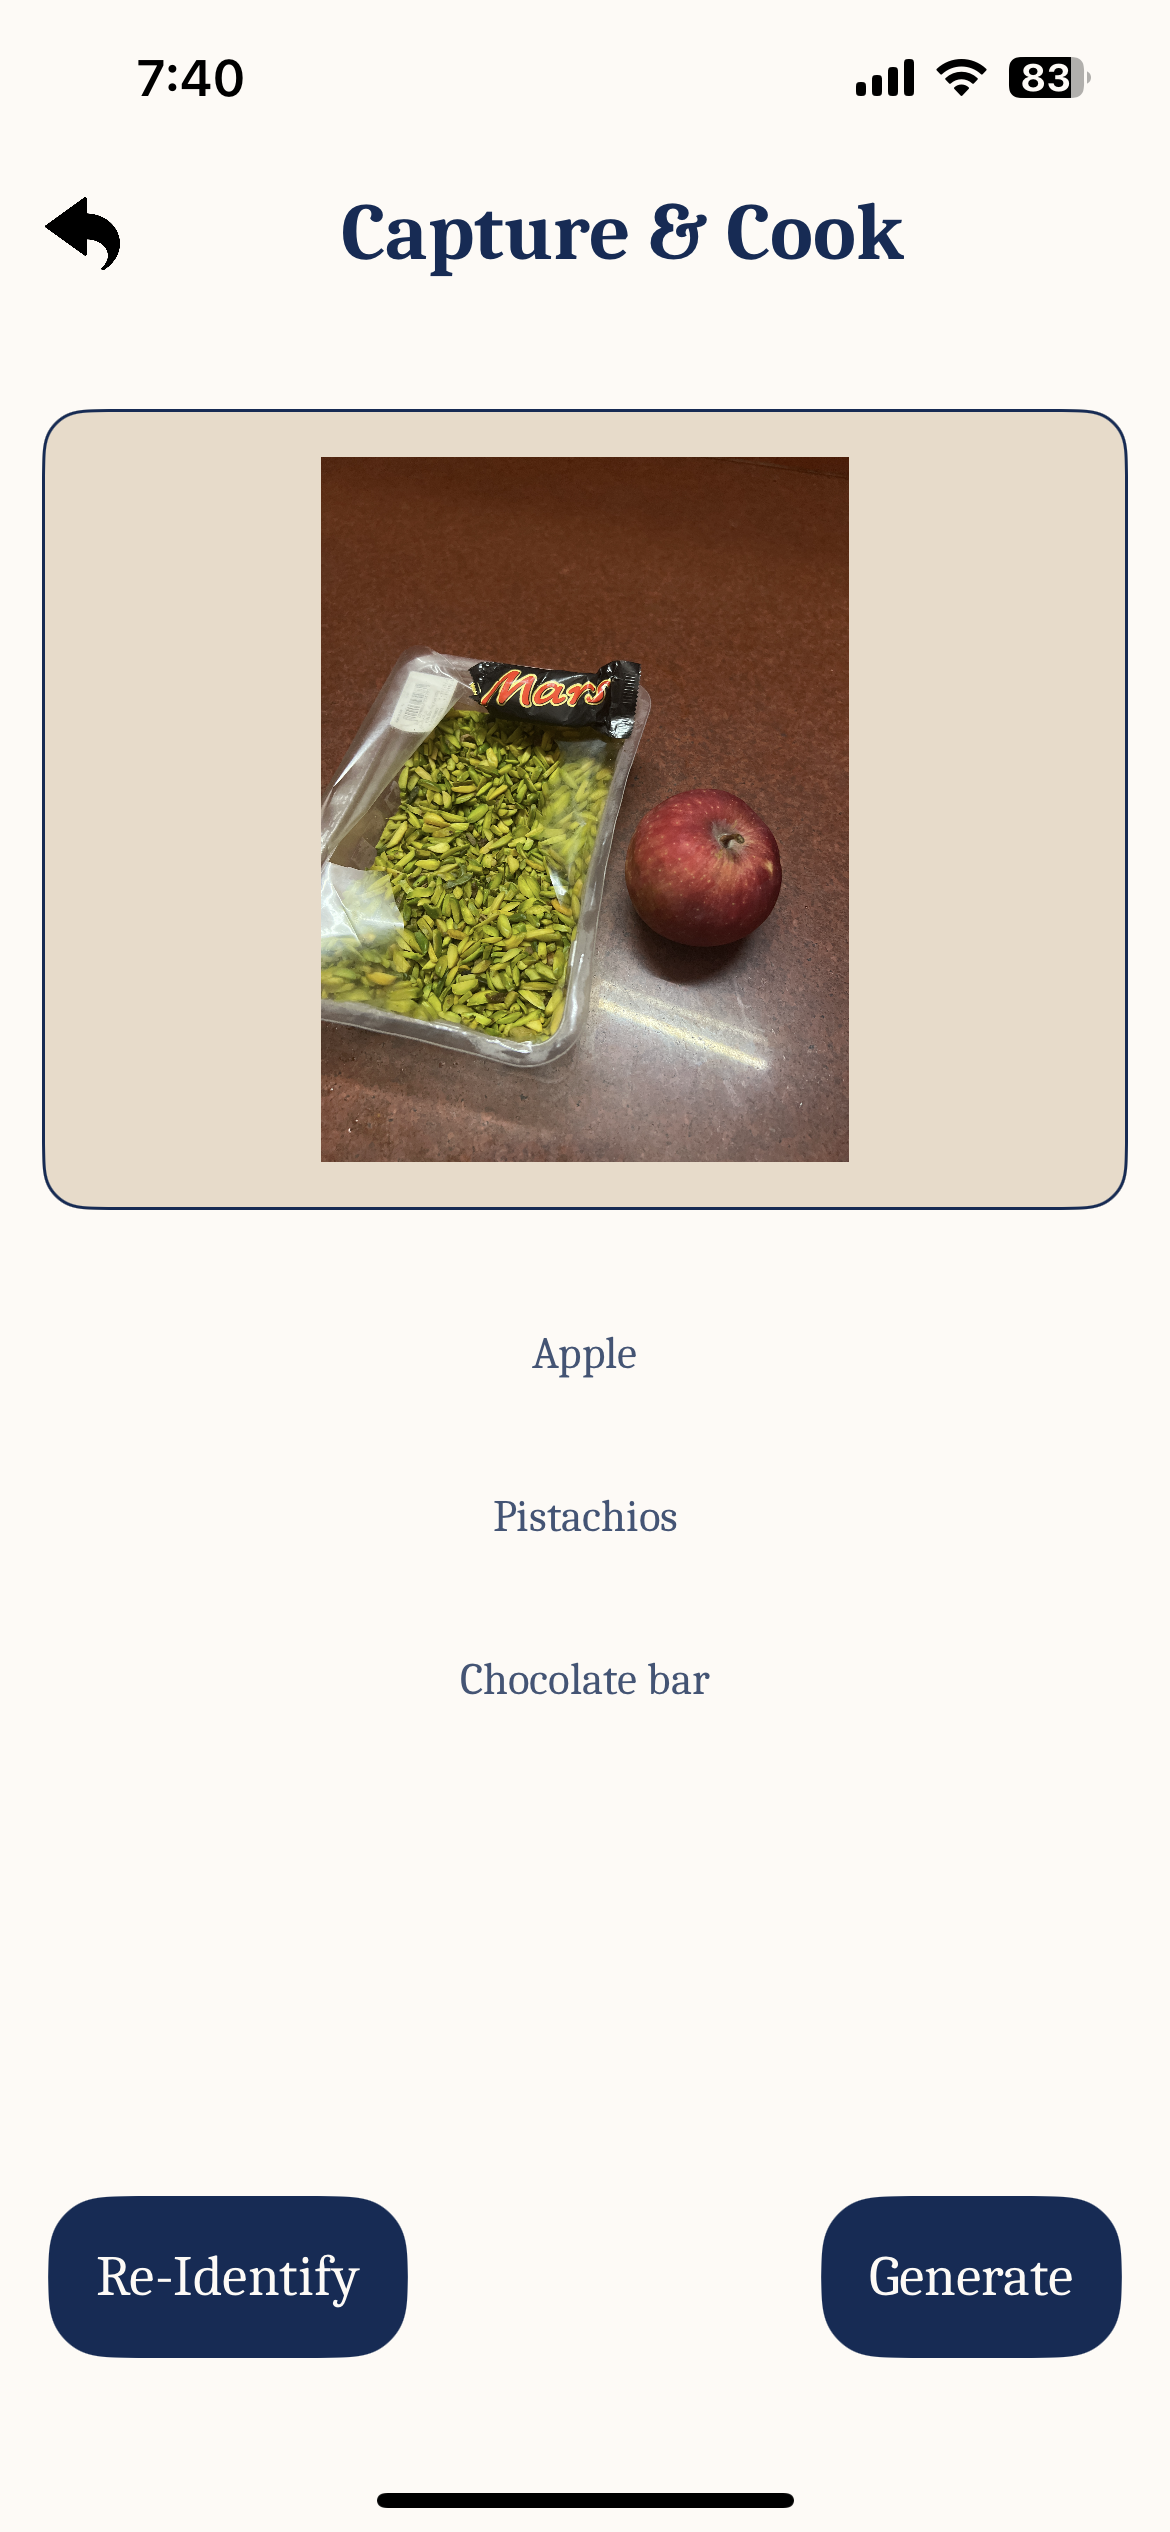 7:40
83
Capture & Cook
Mars
Apple
Pistachios
Chocolate bar
Re-Identify
Generate